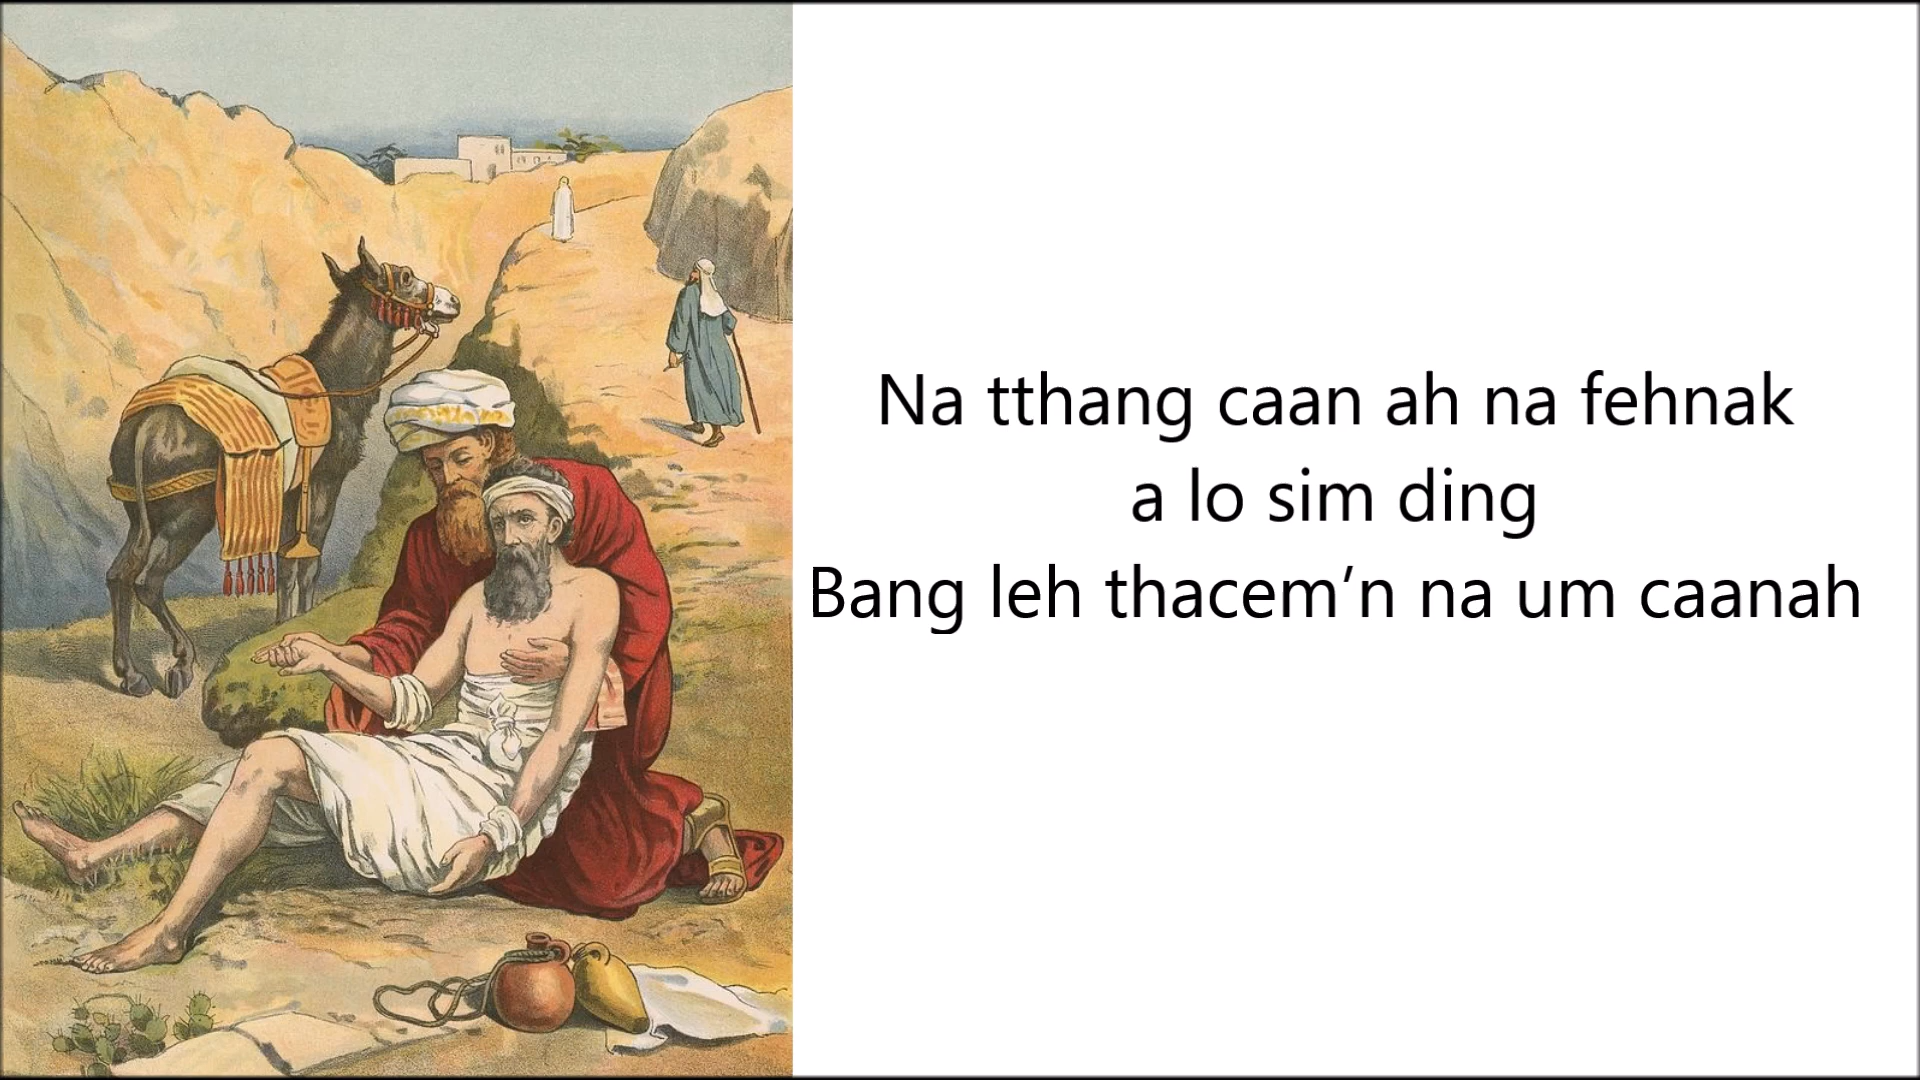 Na tthang caan ah na fehnak
a lo sim ding
Bang leh thacem’n na um caanah